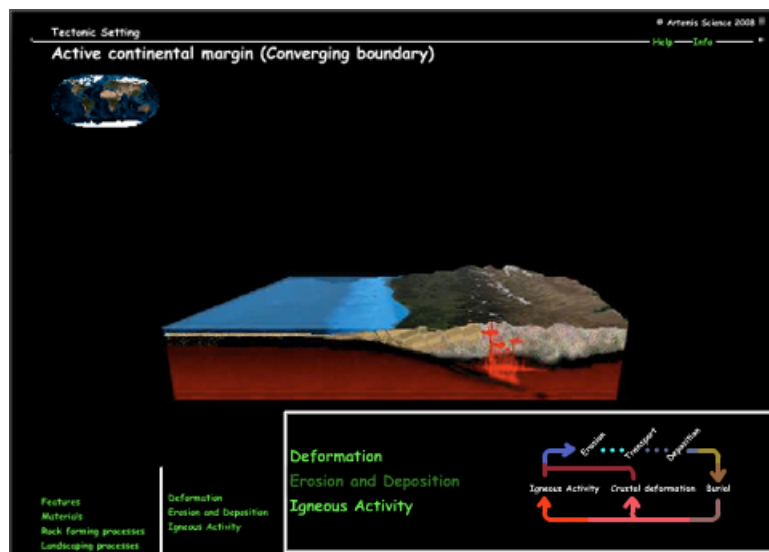 © Artemis Science 2008
Tectonic Setting
Help Info
Active continental margin (Converging boundary)
Deformation
Erosion and Deposition
Igneous Activity
Erosion Transport Deposition
Igneous Activity Crustal deformation Burial
Features
Materials
Rock forming processes
Landscaping processes
Deformation
Erosion and Deposition
Igneous Activity